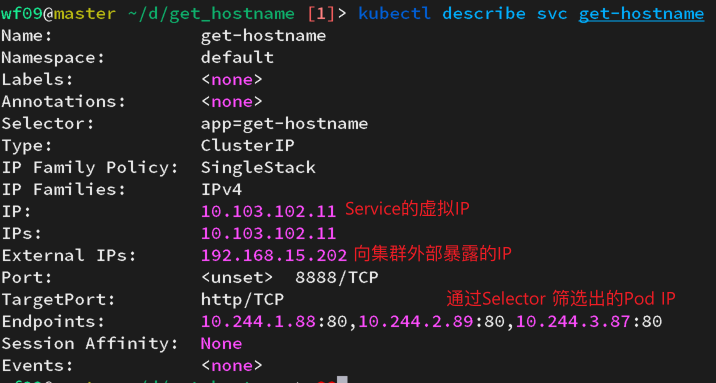 wf09@master ~/d/get_hostname [1]> kubectl describe svc get-hostname
Name: get-hostname
Namespace: default
Labels: <none>
Annotations: <none>
Selector: app=get-hostname
Type: ClusterIP
IP Family Policy: SingleStack
IP Families: IPv4
IP: 10.103.102.11 Service的虚拟IP
IPs: 10.103.102.11
External IPs: 192.168.15.202 向集群外部暴露的IP
Port: <unset> 8888/TCP
TargetPort: http/TCP 通过Selector 筛选出的Pod IP
Endpoints: 10.244.1.88:80,10.244.2.89:80,10.244.3.87:80
Session Affinity: None
Events: <none>